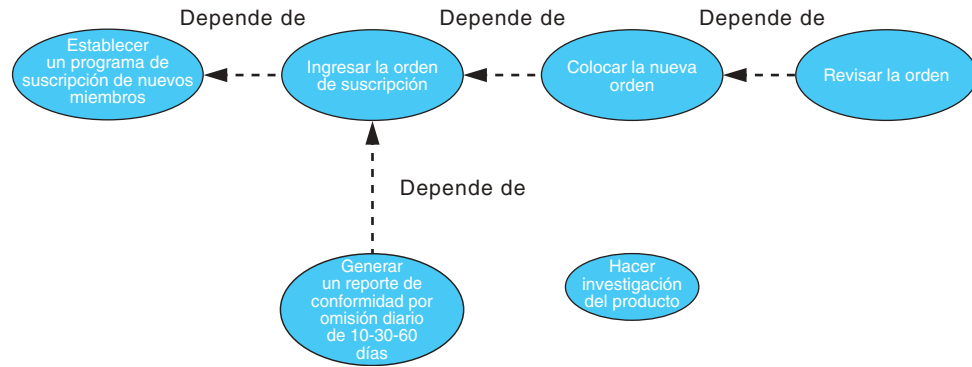 Depende de
Depende de
Depende de
Establecer
un programa de
suscripción de nuevos
miembros
Ingresar la orden
de suscripción
Colocar la nueva
orden
Revisar la orden
Depende de
Generar
un reporte de
conformidad por
omisión diario
de 10-30-60
días
Hacer
investigación
del producto